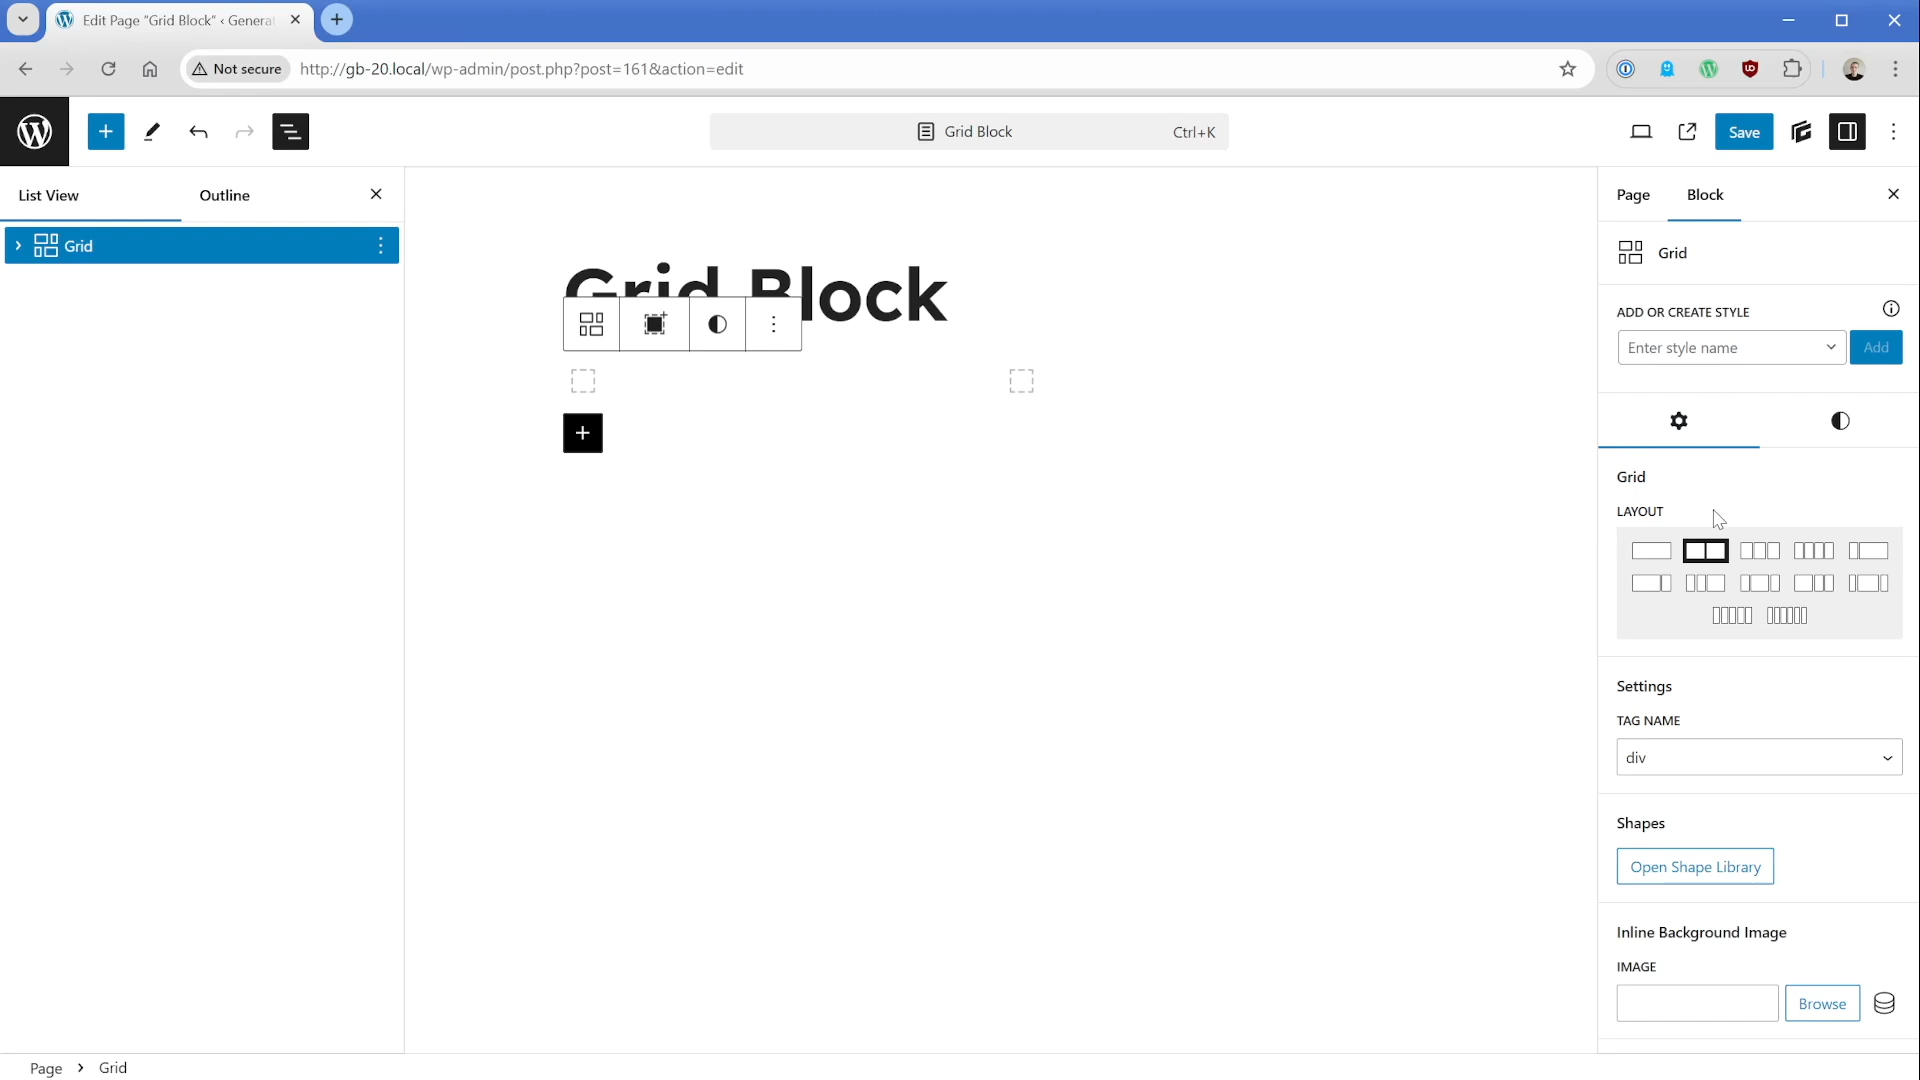 Edit Page "Grid Block" ‹ Genera
Not secure
http://gb-20.local/wp-admin/post.php?post=161&action=edit
Grid Block
Ctrl+K
Save
List View
Outline
Grid
Grid Block
Page
Block
Grid
ADD OR CREATE STYLE
Enter style name
Add
Grid
LAYOUT
Settings
TAG NAME
div
Shapes
Open Shape Library
Inline Background Image
IMAGE
Browse
Page
Grid